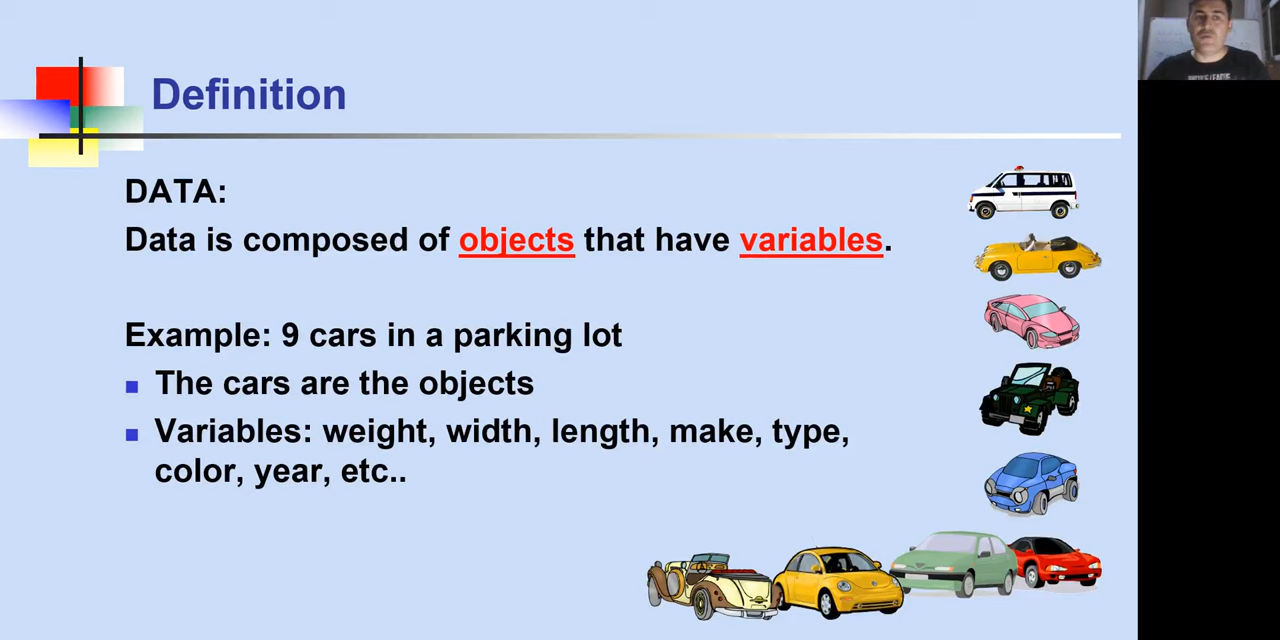 Definition
DATA:
Data is composed of objects that have variables.
Example: 9 cars in a parking lot
The cars are the objects
Variables: weight, width, length, make, type,
color, year, etc..